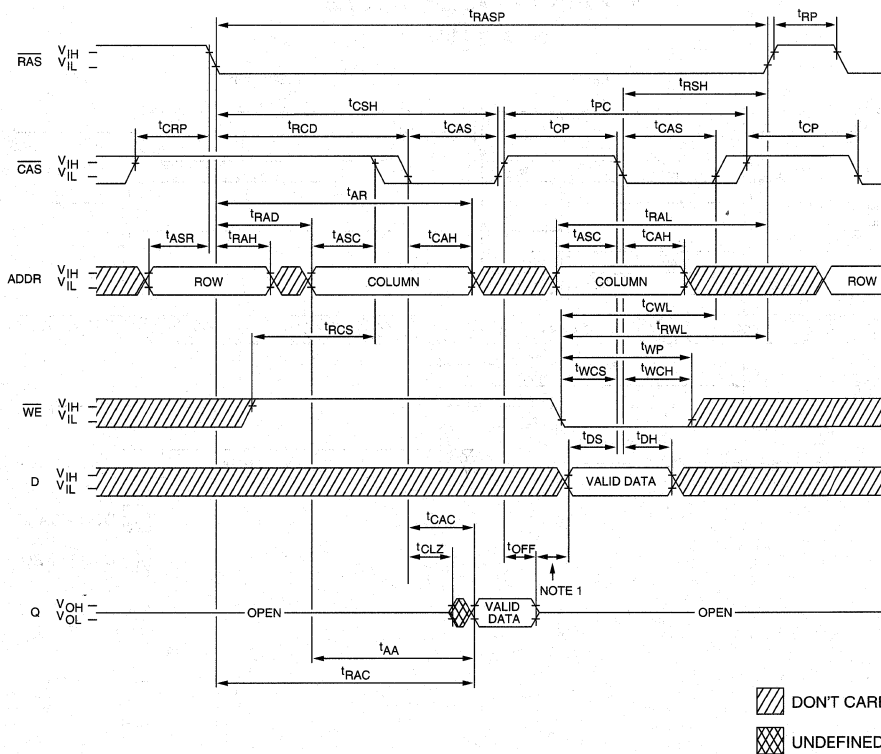 tRASP
tRP
RAS
VIH
VIL
tRSH
tCSH
tPC
tCRP
tRCD
tCAS
tCP
tCAS
tCP
CAS
VIH
VIL
tAR
tRAD
tRAL
tASR
tRAH
tASC
tCAH
tASC
tCAH
ADDR
VIH
VIL
ROW
COLUMN
COLUMN
ROW
tCWL
tRCS
tRWL
tWP
tWCS
tWCH
WE
VIH
VIL
tDS
tDH
D
VIH
VIL
VALID DATA
tCAC
tCLZ
tOFF
NOTE 1
Q
VOH
VOL
OPEN
VALID
DATA
OPEN
tAA
tRAC
DON'T CARE
UNDEFINED